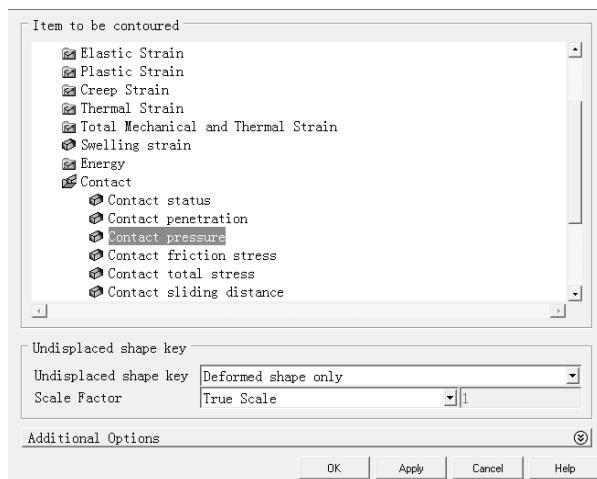 Item to be contoured
Elastic Strain
Plastic Strain
Creep Strain
Thermal Strain
Total Mechanical and Thermal Strain
Swelling strain
Energy
Contact
Contact status
Contact penetration
Contact pressure
Contact friction stress
Contact total stress
Contact sliding distance
Undisplaced shape key
Undisplaced shape key Deformed shape only
Scale Factor True Scale 1
Additional Options
OK Apply Cancel Help